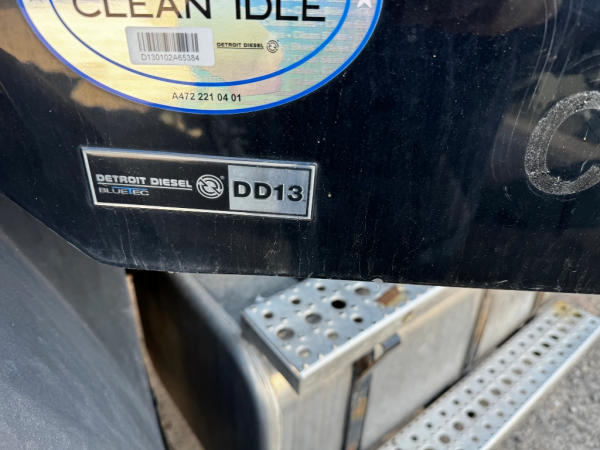 CLEAN IDLE
D130102A65384
DETROIT DIESEL
A472 221 04 01
DETROIT DIESEL
BLUETEC
DD13
C